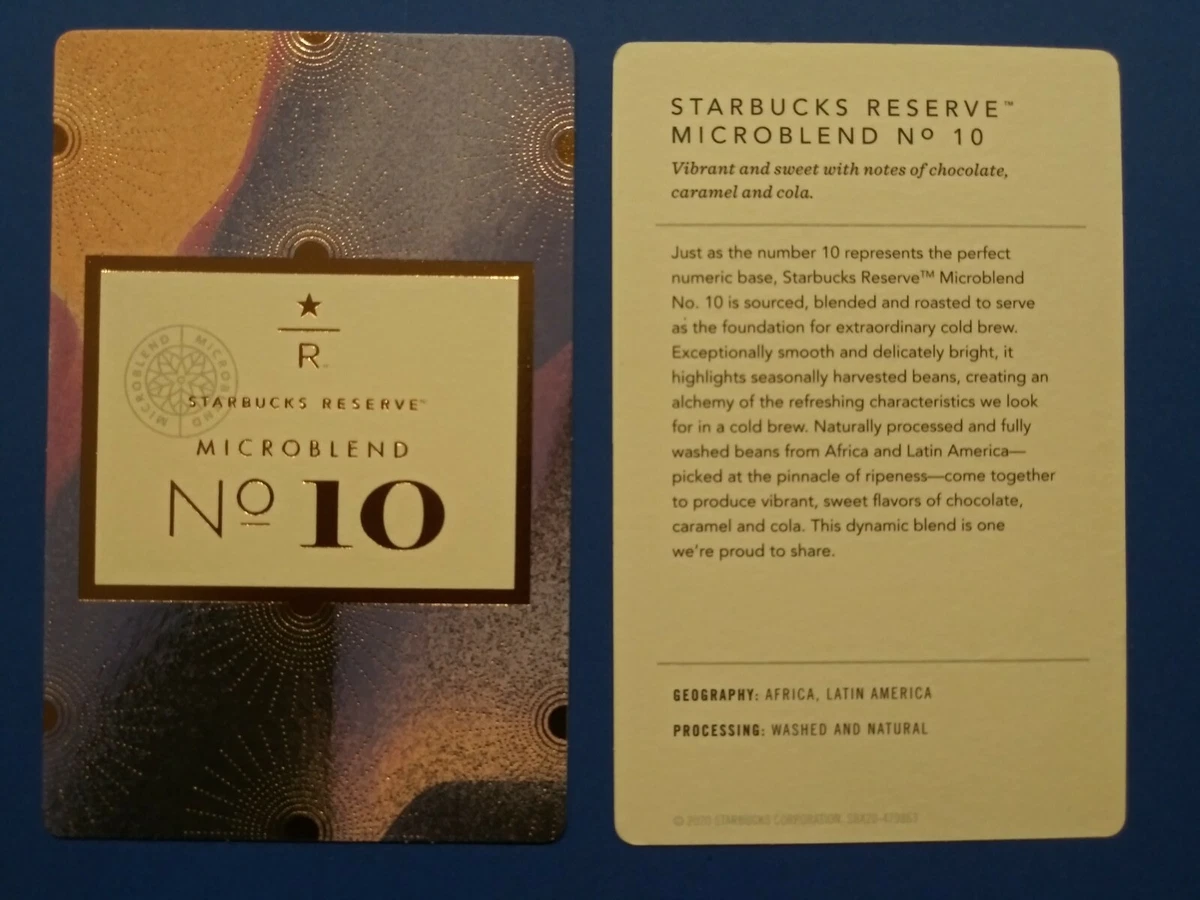 R
STARBUCKS RESERVE™
MICROBLEND MICROBLEND
MICROBLEND
Nº 10
STARBUCKS RESERVE™
MICROBLEND Nº 10
Vibrant and sweet with notes of chocolate,
caramel and cola.
Just as the number 10 represents the perfect
numeric base, Starbucks Reserve™ Microblend
No. 10 is sourced, blended and roasted to serve
as the foundation for extraordinary cold brew.
Exceptionally smooth and delicately bright, it
highlights seasonally harvested beans, creating an
alchemy of the refreshing characteristics we look
for in a cold brew. Naturally processed and fully
washed beans from Africa and Latin America—
picked at the pinnacle of ripeness—come together
to produce vibrant, sweet flavors of chocolate,
caramel and cola. This dynamic blend is one
we're proud to share.
GEOGRAPHY: AFRICA, LATIN AMERICA
PROCESSING: WASHED AND NATURAL
© 2020 STARBUCKS CORPORATION.